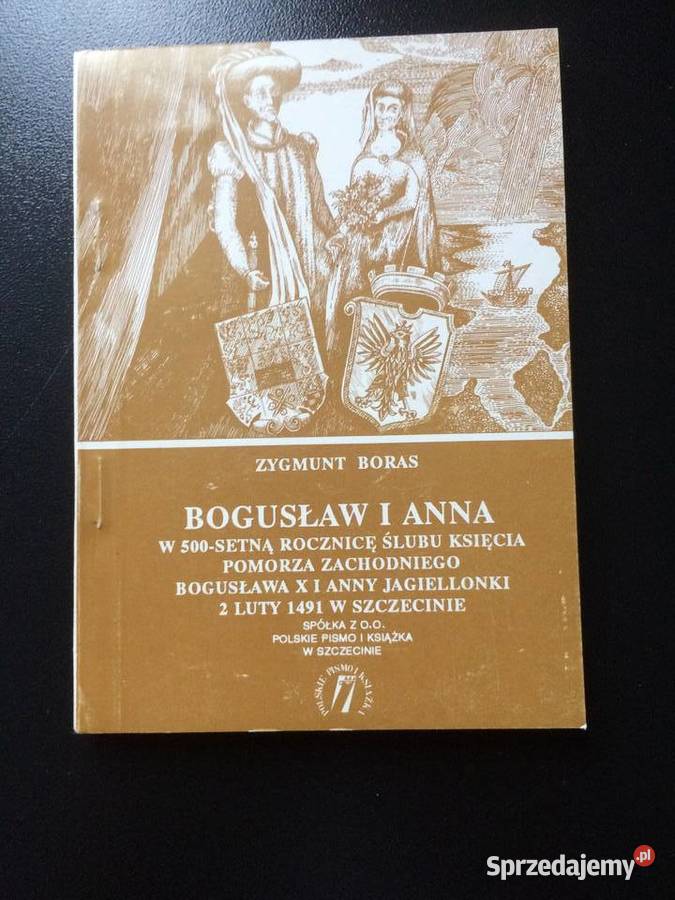 ZYGMUNT BORAS
BOGUSŁAW I ANNA
W 500-SETNĄ ROCZNICĘ ŚLUBU KSIĘCIA
POMORZA ZACHODNIEGO
BOGUSŁAWA X I ANNY JAGIELLONKI
2 LUTY 1491 W SZCZECINIE
SPÓŁKA Z O.O.
POLSKIE PISMO I KSIĄŻKA
W SZCZECINIE
POLSKIE PISMO I KSIĄŻKA
Sprzedajemy.pl